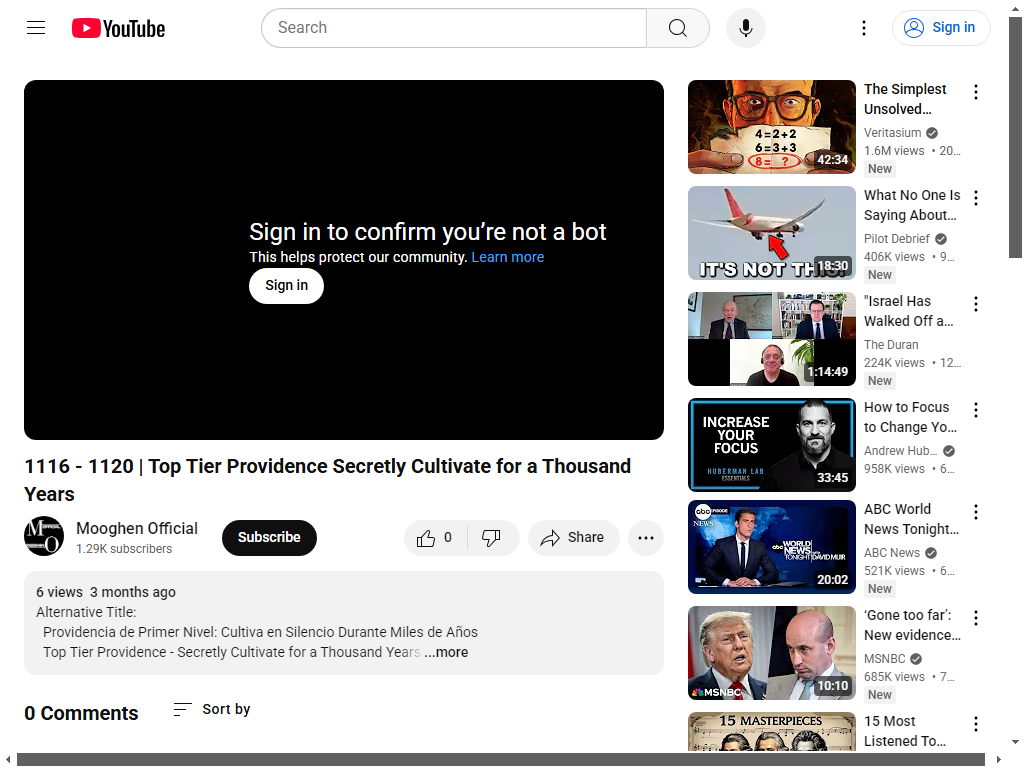 YouTube
Search
Sign in
Sign in to confirm you're not a bot
This helps protect our community. Learn more
Sign in
1116 - 1120 | Top Tier Providence Secretly Cultivate for a Thousand
Years
Mooghen Official
1.29K subscribers
Subscribe
0
Share
6 views 3 months ago
Alternative Title:
Providencia de Primer Nivel: Cultiva en Silencio Durante Miles de Años
Top Tier Providence - Secretly Cultivate for a Thousand Years ...more
0 Comments
Sort by
4=2+2
6=3+3
8= ?
42:34
The Simplest
Unsolved…
Veritasium
1.6M views • 20…
New
IT'S NOT THIS!
18:30
What No One Is
Saying About…
Pilot Debrief
406K views • 9…
New
1:14:49
"Israel Has
Walked Off a…
The Duran
224K views • 12…
New
INCREASE
YOUR
FOCUS
HUBERMAN LAB
ESSENTIALS
33:45
How to Focus
to Change Yo…
Andrew Hub…
958K views • 6…
abc
NEWS
EPISODE
abc WORLD
NEWS
TONIGHT DAVID MUIR
20:02
ABC World
News Tonight…
ABC News
521K views • 6…
New
MSNBC
10:10
'Gone too far':
New evidence…
MSNBC
685K views • 7…
New
15 MASTERPIECES
15 Most
Listened To…